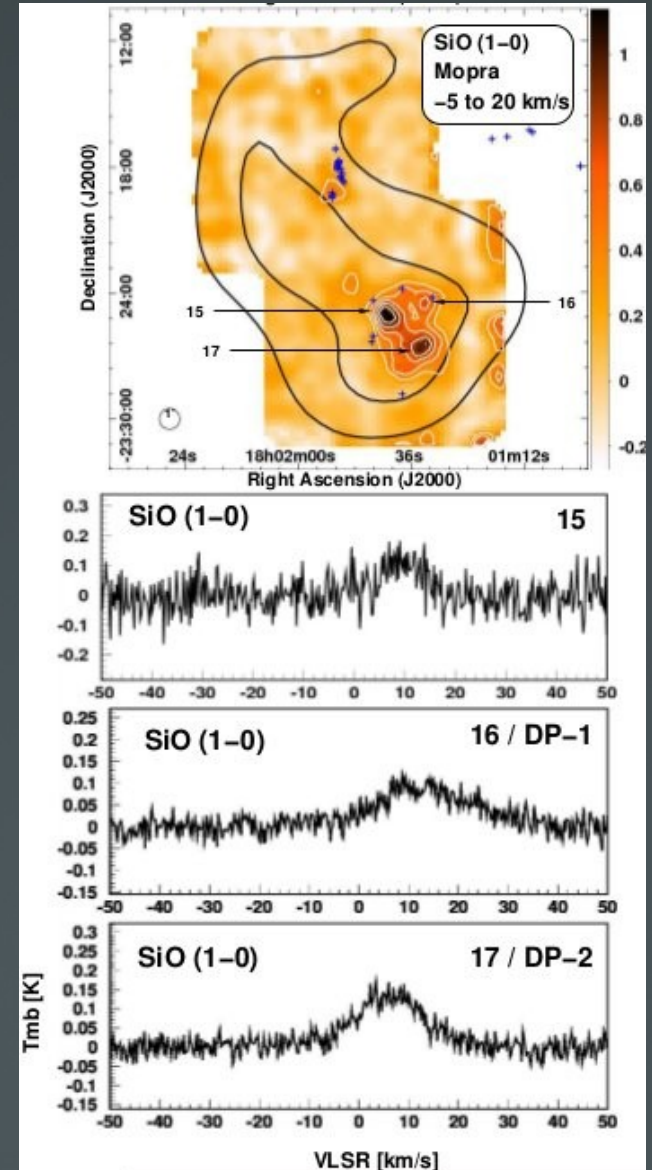 SiO (1−0)
Mopra
−5 to 20 km/s
1
0.8
0.6
0.4
0.2
0
-0.2
Declination (J2000)
12:00
18:00
24:00
-23:30:00
15
16
17
1'
24s 18h02m00s 36s 01m12s
Right Ascension (J2000)
SiO (1−0) 15
0.3
0.2
0.1
0
-0.1
-0.2
-50 -40 -30 -20 -10 0 10 20 30 40 50
SiO (1−0) 16 / DP−1
0.25
0.2
0.15
0.1
0.05
0
-0.05
-0.1
-0.15
-50 -40 -30 -20 -10 0 10 20 30 40 50
SiO (1−0) 17 / DP−2
Tmb [K]
0.3
0.25
0.2
0.15
0.1
0.05
0
-0.05
-0.1
-0.15
-50 -40 -30 -20 -10 0 10 20 30 40 50
VLSR [km/s]